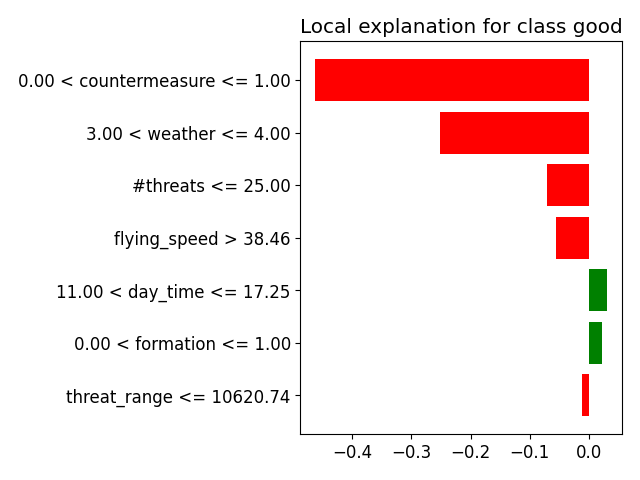 Local explanation for class good
0.00 < countermeasure <= 1.00
3.00 < weather <= 4.00
#threats <= 25.00
flying_speed > 38.46
11.00 < day_time <= 17.25
0.00 < formation <= 1.00
threat_range <= 10620.74
−0.4 −0.3 −0.2 −0.1 0.0